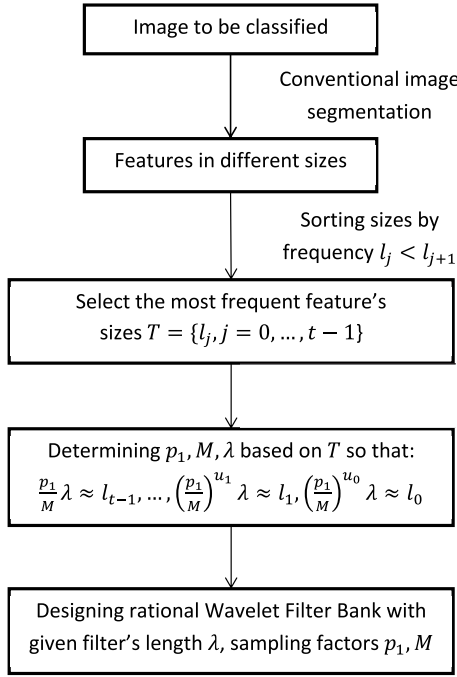 Image to be classified
Conventional image
segmentation
Features in different sizes
Sorting sizes by
frequency l_j < l_{j+1}
Select the most frequent feature's
sizes T = {l_j, j = 0, …, t − 1}
Determining p_1, M, λ based on T so that:
p_1/M λ ≈ l_{t−1}, …, (p_1/M)^{u_1} λ ≈ l_1, (p_1/M)^{u_0} λ ≈ l_0
Designing rational Wavelet Filter Bank with
given filter's length λ, sampling factors p_1, M